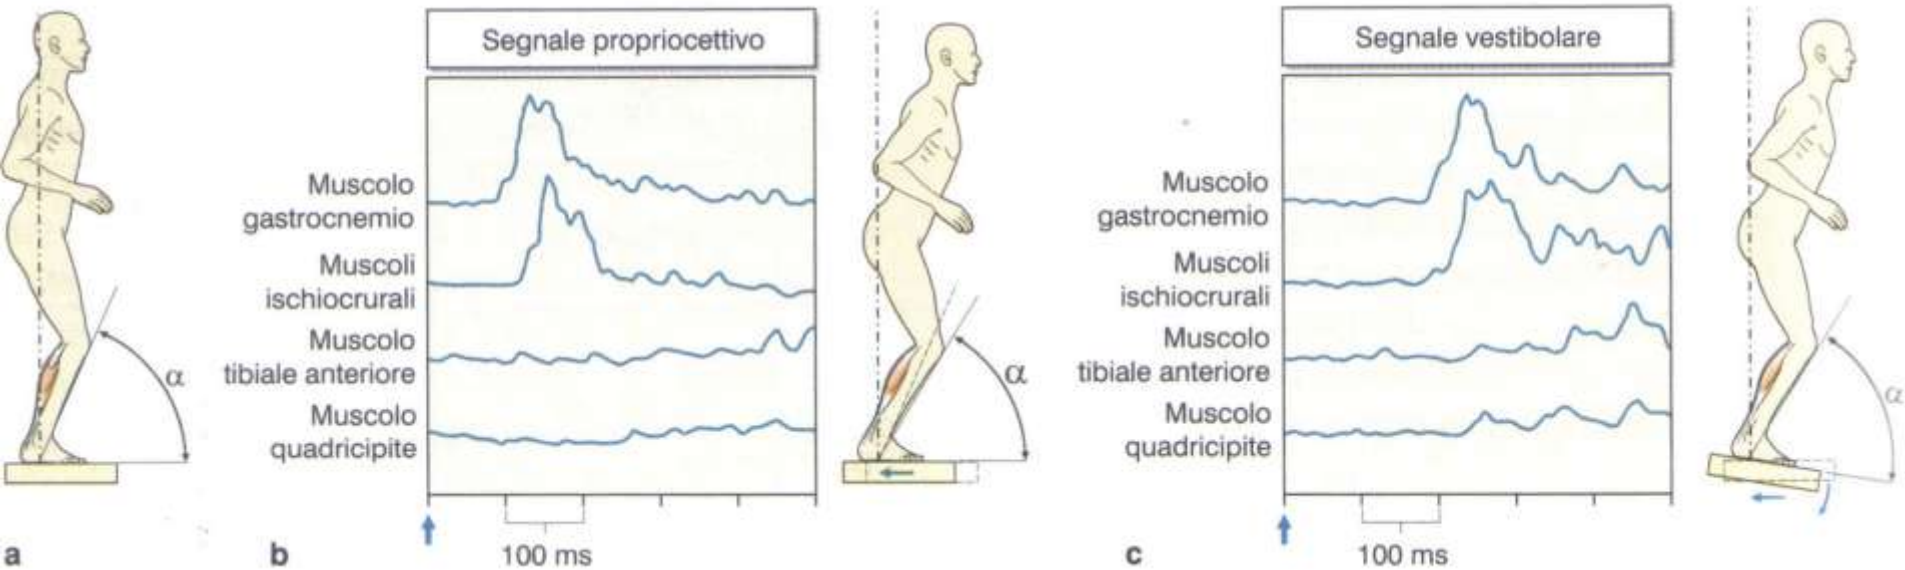 Segnale propriocettivo
Muscolo
gastrocnemio
Muscoli
ischiocrurali
Muscolo
tibiale anteriore
Muscolo
quadricipite
α
α
100 ms
a
b
Segnale vestibolare
Muscolo
gastrocnemio
Muscoli
ischiocrurali
Muscolo
tibiale anteriore
Muscolo
quadricipite
α
100 ms
c